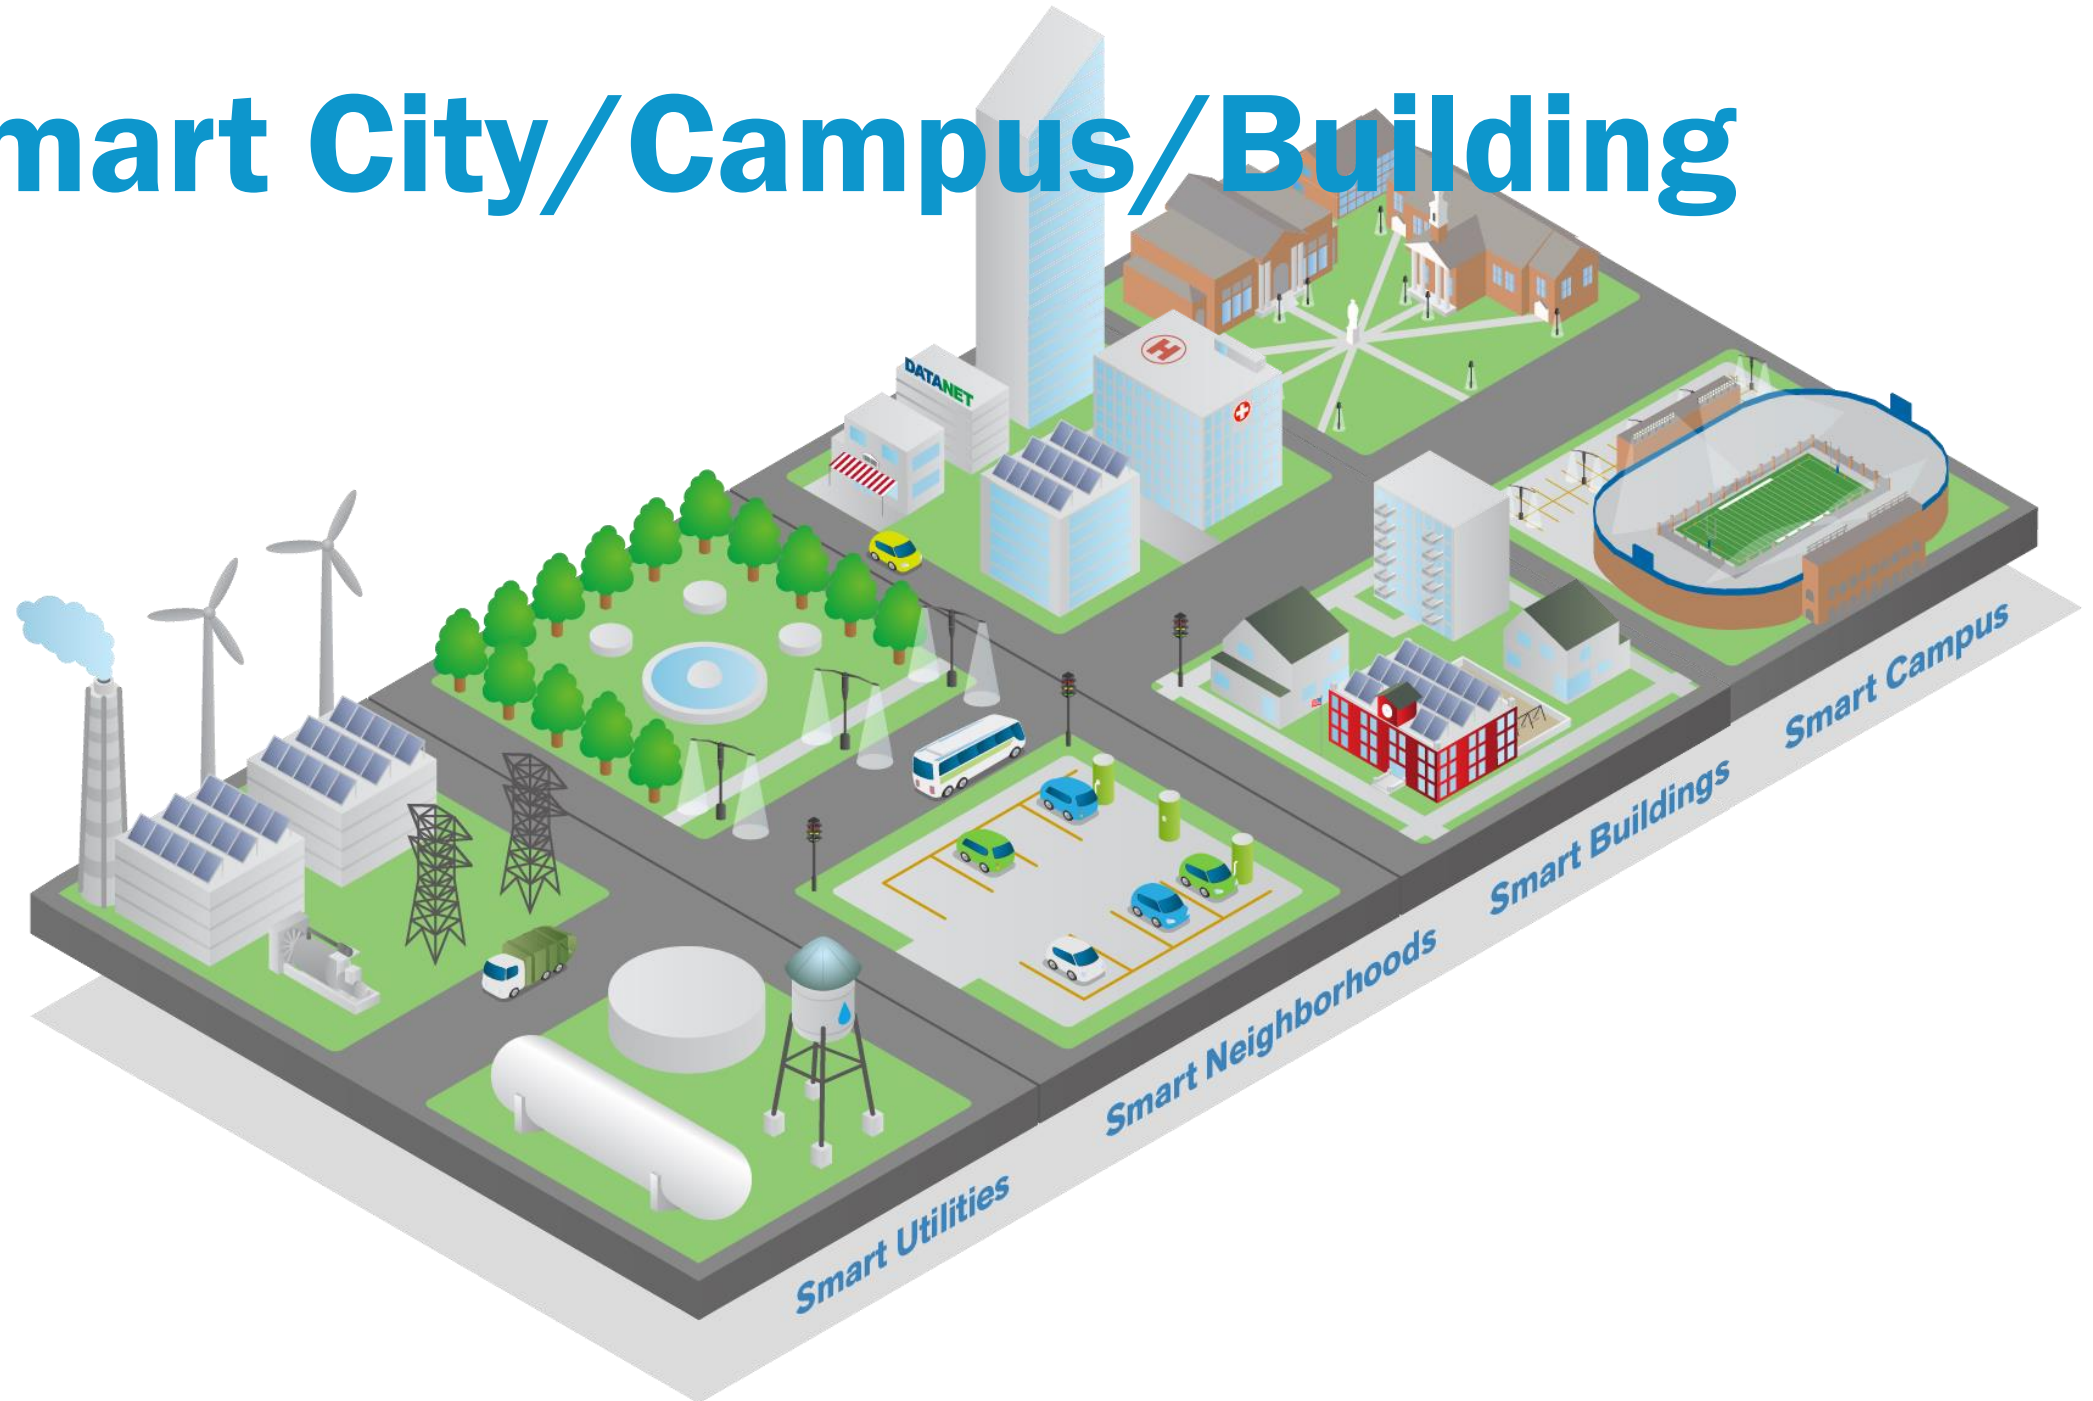 mart City/Campus/Building
DATANET
H
Smart Campus
Smart Buildings
Smart Neighborhoods
Smart Utilities